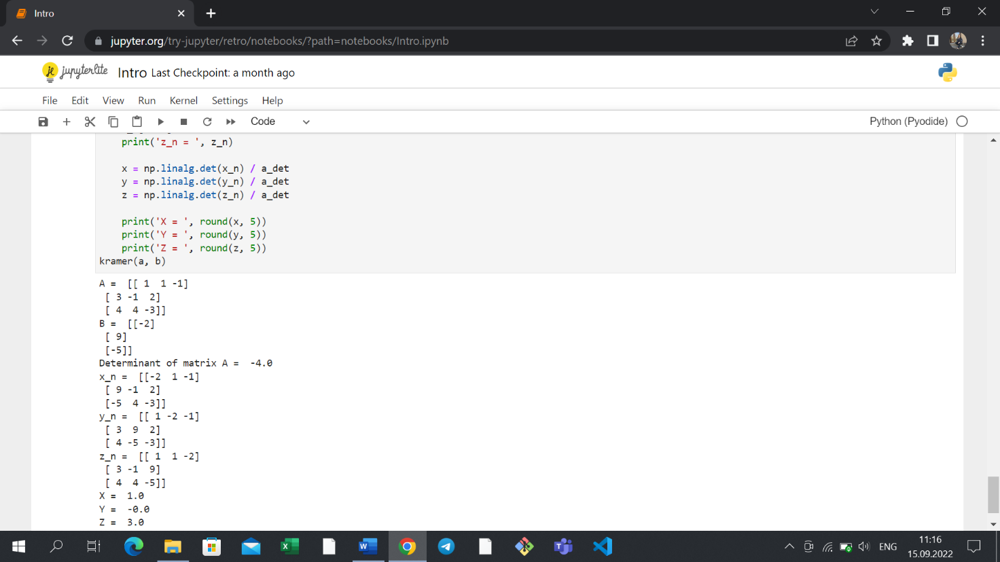 Intro
jupyter.org/try-jupyter/retro/notebooks/?path=notebooks/Intro.ipynb
jupyterlite Intro Last Checkpoint: a month ago
File Edit View Run Kernel Settings Help
Code
Python (Pyodide)
print('z_n = ', z_n)
x = np.linalg.det(x_n) / a_det
y = np.linalg.det(y_n) / a_det
z = np.linalg.det(z_n) / a_det
print('X = ', round(x, 5))
print('Y = ', round(y, 5))
print('Z = ', round(z, 5))
kramer(a, b)
A =  [[ 1  1 -1]
 [ 3 -1  2]
 [ 4  4 -3]]
B =  [[-2]
 [ 9]
 [-5]]
Determinant of matrix A =  -4.0
x_n =  [[-2  1 -1]
 [ 9 -1  2]
 [-5  4 -3]]
y_n =  [[ 1 -2 -1]
 [ 3  9  2]
 [ 4 -5 -3]]
z_n =  [[ 1  1 -2]
 [ 3 -1  9]
 [ 4  4 -5]]
X =  1.0
Y =  -0.0
Z =  3.0
ENG
11:16
15.09.2022